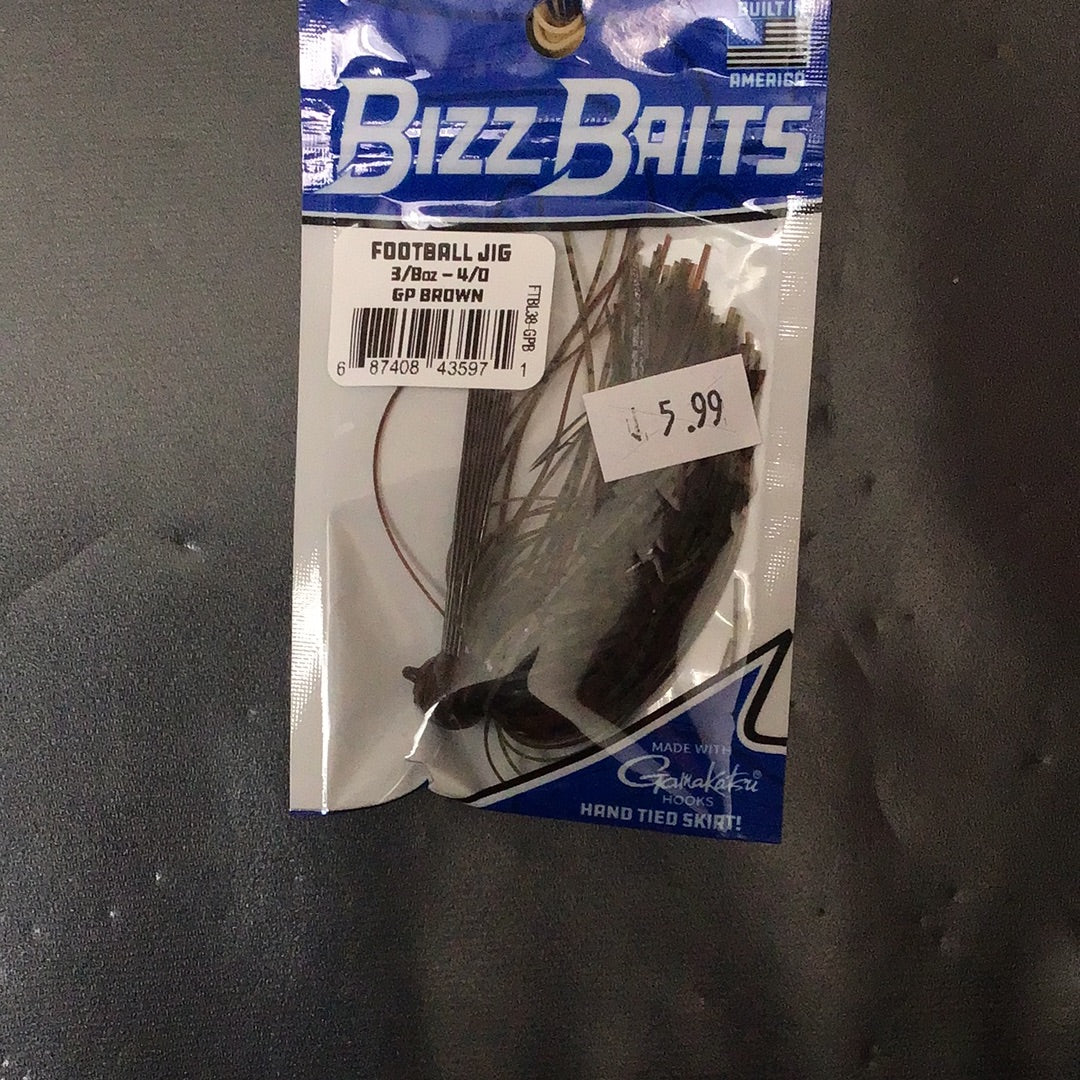 BUILT IN
AMERICA
BIZZ BAITS
FOOTBALL JIG
3/8oz - 4/0
GP BROWN
FTBL38-GPB
6 87408 43597 1
5.99
MADE WITH
Gamakatsu®
HOOKS
HAND TIED SKIRT!